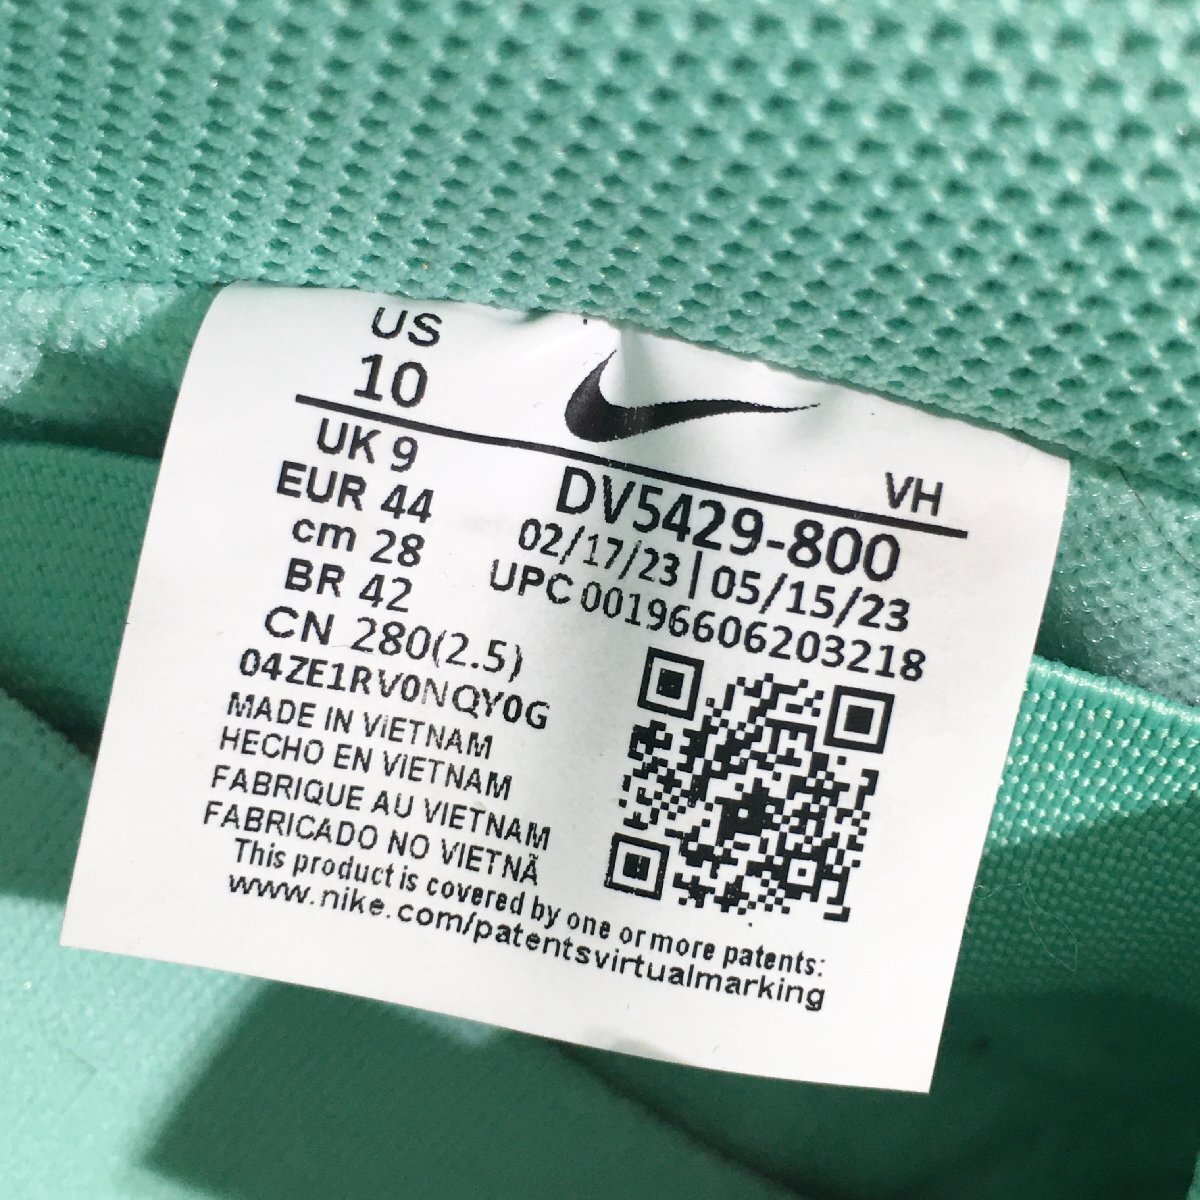 US
10
VH
UK 9
EUR 44
cm 28
BR 42
CN 280(2.5)
DV5429-800
02/17/23 | 05/15/23
UPC 00196606203218
04ZE1RV0NQY0G
MADE IN VIETNAM
HECHO EN VIETNAM
FABRIQUE AU VIETNAM
FABRICADO NO VIETNÃ
This product is covered by one or more patents:
www.nike.com/patentsvirtualmarking